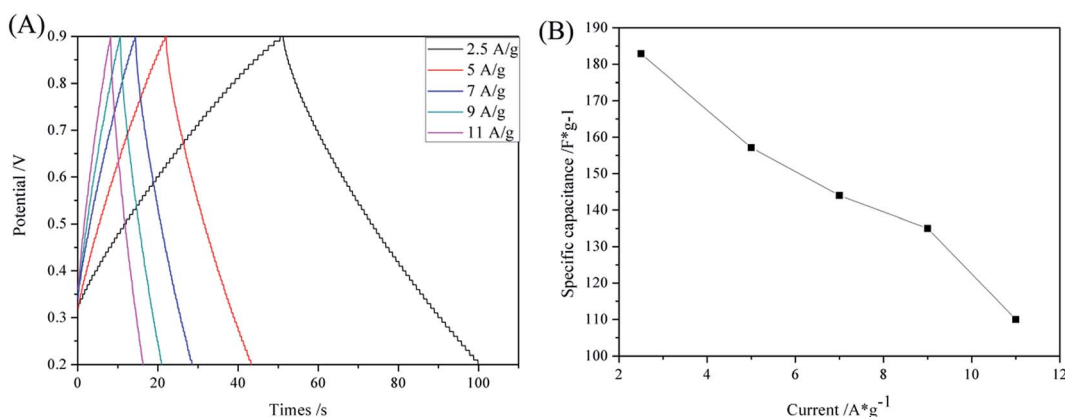 (A)
0.9
0.8
0.7
0.6
0.5
0.4
0.3
0.2
Potential /V
0
20
40
60
80
100
Times /s
2.5 A/g
5 A/g
7 A/g
9 A/g
11 A/g
(B)
190
180
170
160
150
140
130
120
110
100
Specific capacitance /F*g-1
2
4
6
8
10
12
Current /A*g-1